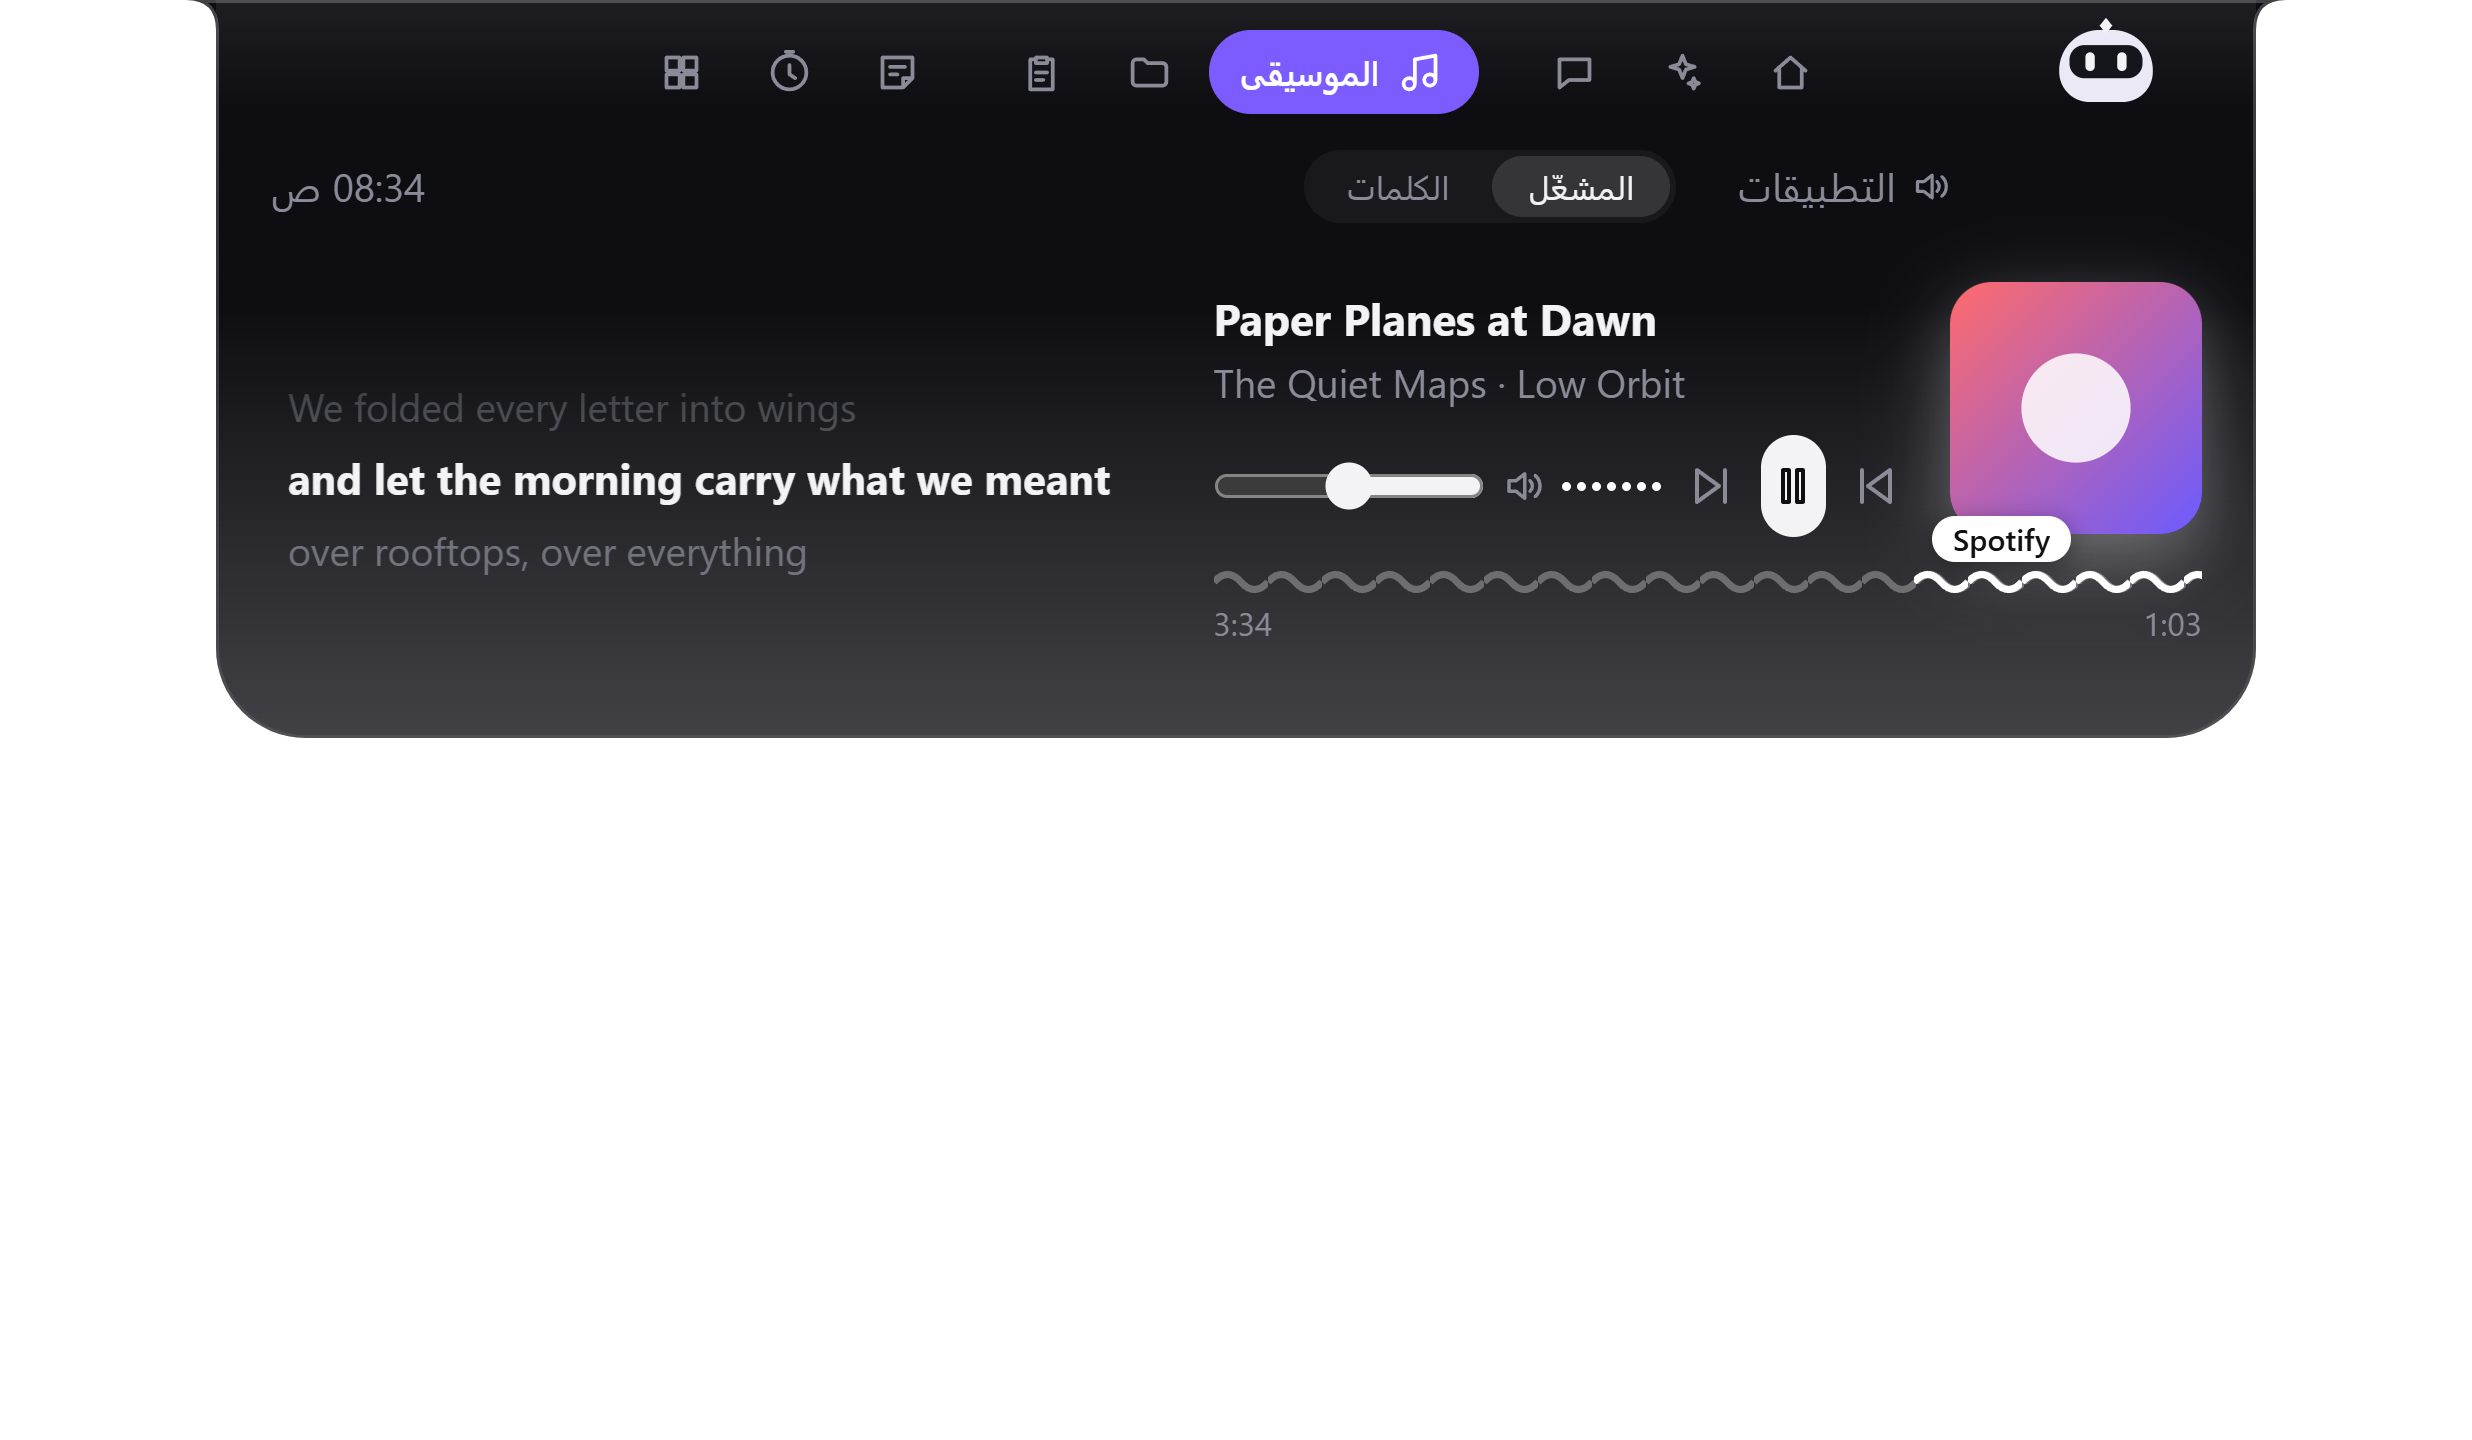 الموسيقى
التطبيقات
المشغّل
الكلمات
08:34 ص
Paper Planes at Dawn
The Quiet Maps · Low Orbit
Spotify
1:03
3:34
We folded every letter into wings
and let the morning carry what we meant
over rooftops, over everything